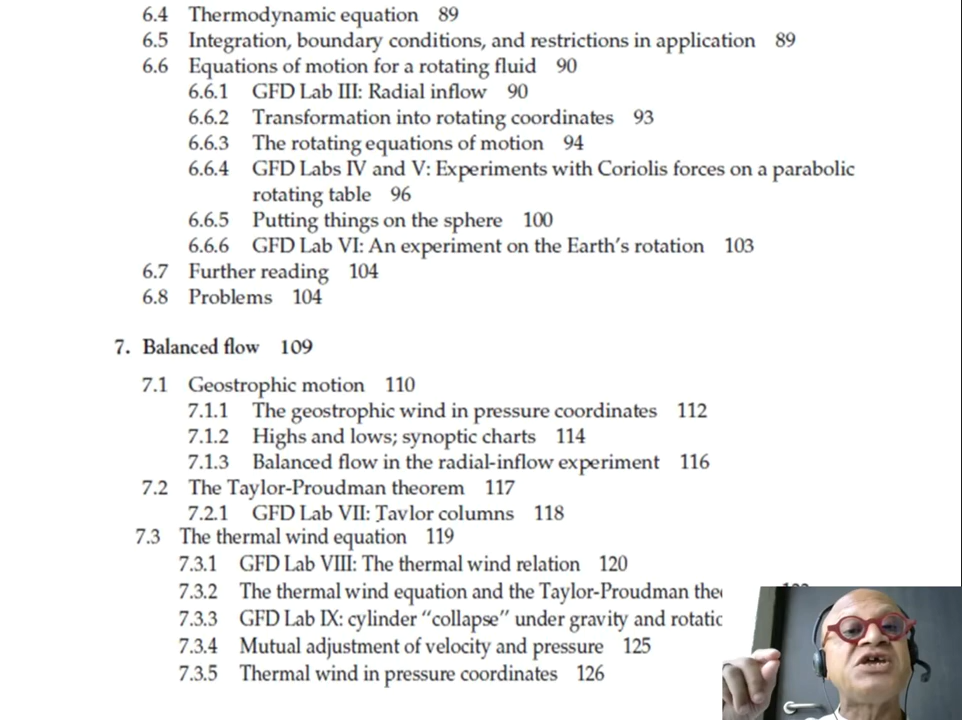 6.4 Thermodynamic equation 89
6.5 Integration, boundary conditions, and restrictions in application 89
6.6 Equations of motion for a rotating fluid 90
6.6.1 GFD Lab III: Radial inflow 90
6.6.2 Transformation into rotating coordinates 93
6.6.3 The rotating equations of motion 94
6.6.4 GFD Labs IV and V: Experiments with Coriolis forces on a parabolic
rotating table 96
6.6.5 Putting things on the sphere 100
6.6.6 GFD Lab VI: An experiment on the Earth's rotation 103
6.7 Further reading 104
6.8 Problems 104
7. Balanced flow 109
7.1 Geostrophic motion 110
7.1.1 The geostrophic wind in pressure coordinates 112
7.1.2 Highs and lows; synoptic charts 114
7.1.3 Balanced flow in the radial-inflow experiment 116
7.2 The Taylor-Proudman theorem 117
7.2.1 GFD Lab VII: Taylor columns 118
7.3 The thermal wind equation 119
7.3.1 GFD Lab VIII: The thermal wind relation 120
7.3.2 The thermal wind equation and the Taylor-Proudman
7.3.3 GFD Lab IX: cylinder "collapse" under gravity and
7.3.4 Mutual adjustment of velocity and pressure 125
7.3.5 Thermal wind in pressure coordinates 126